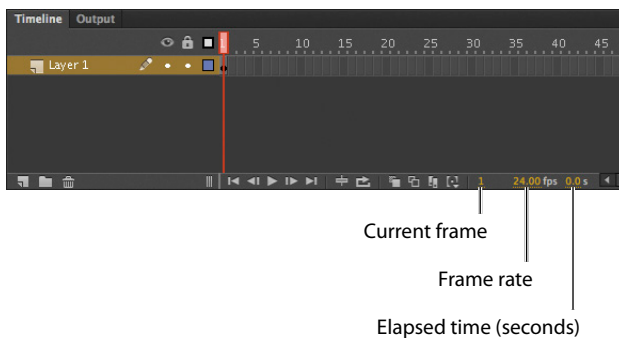 Timeline Output
5 10 15 20 25 30 35 40 45
Layer 1
1 24.00 fps 0.0 s
Current frame
Frame rate
Elapsed time (seconds)